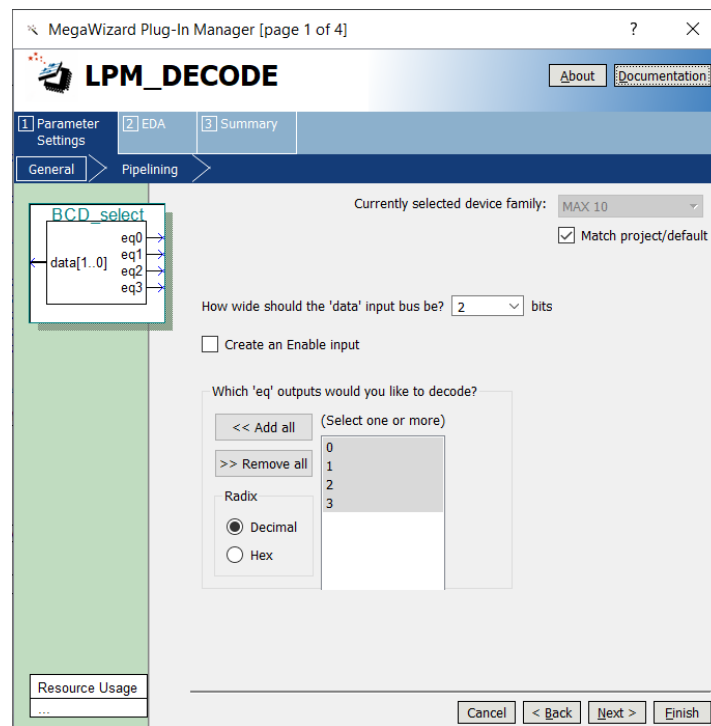 MegaWizard Plug-In Manager [page 1 of 4] ?
LPM_DECODE
About Documentation
1 Parameter Settings
2 EDA
3 Summary
General Pipelining
BCD_select
data[1..0]
eq0
eq1
eq2
eq3
Currently selected device family: MAX 10
Match project/default
How wide should the 'data' input bus be? 2 bits
Create an Enable input
Which 'eq' outputs would you like to decode?
<< Add all
(Select one or more)
>> Remove all
0
1
2
3
Radix
Decimal
Hex
Resource Usage
...
Cancel < Back Next > Finish